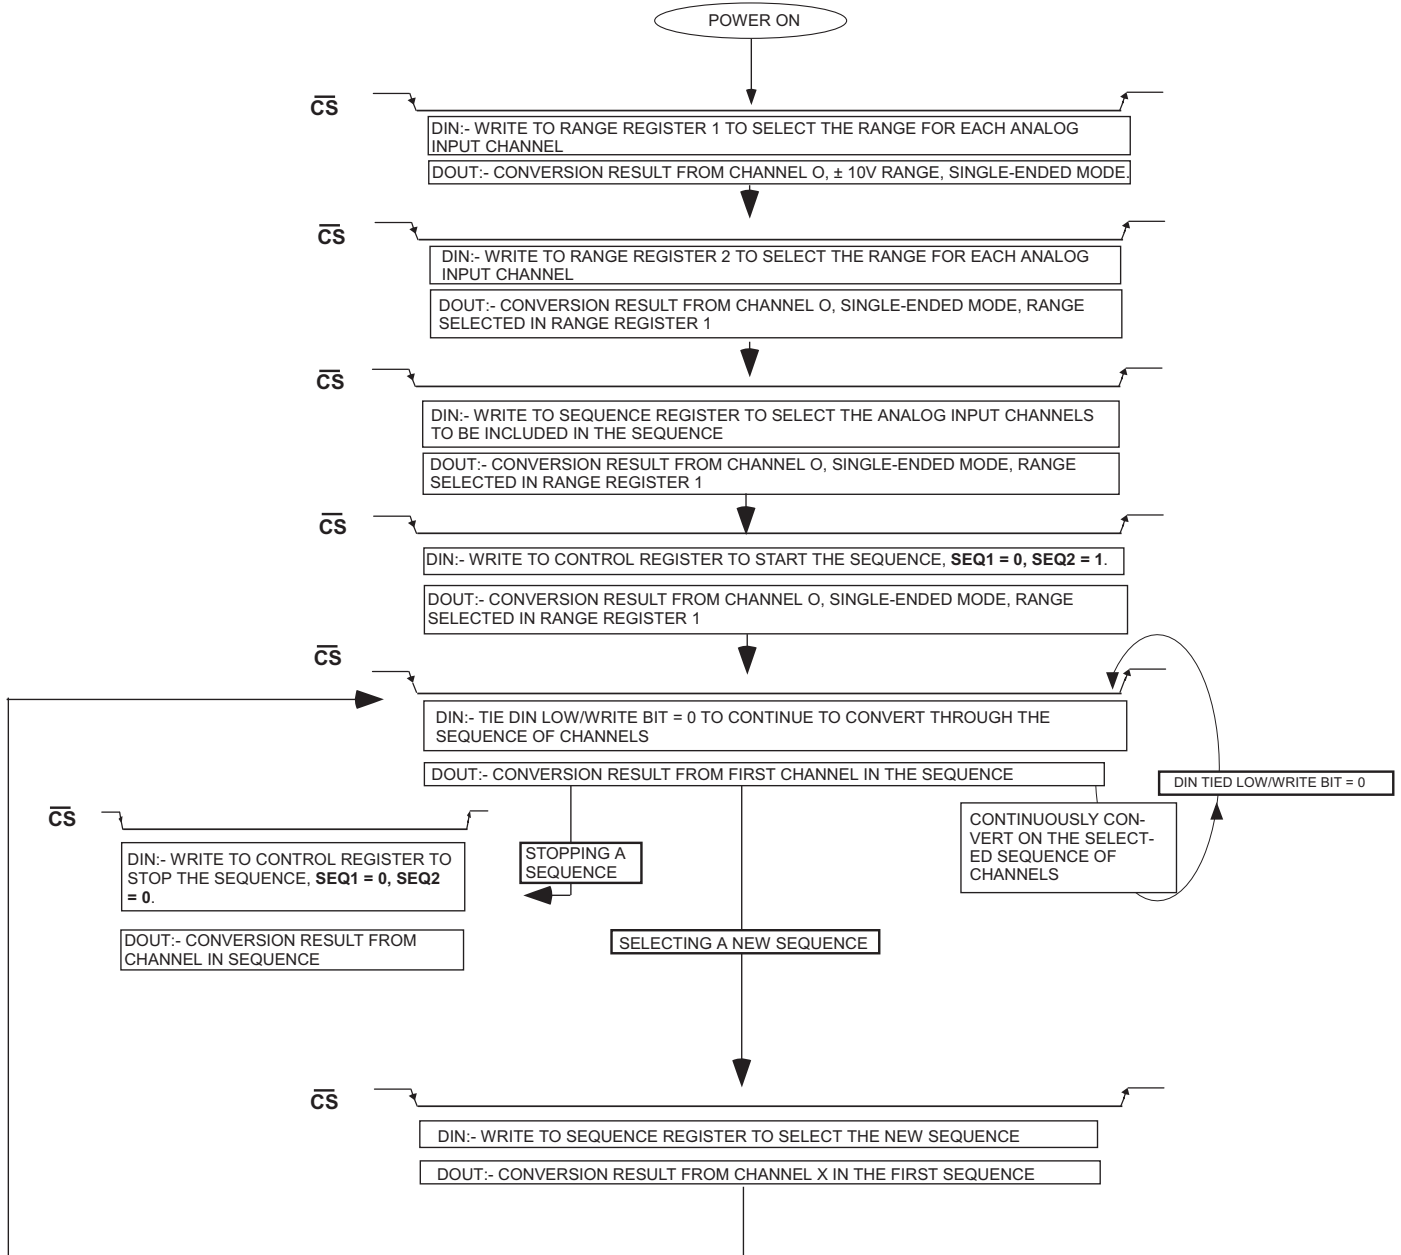 POWER ON
CS
DIN:- WRITE TO RANGE REGISTER 1 TO SELECT THE RANGE FOR EACH ANALOG
INPUT CHANNEL
DOUT:- CONVERSION RESULT FROM CHANNEL O, ± 10V RANGE, SINGLE-ENDED MODE.
CS
DIN:- WRITE TO RANGE REGISTER 2 TO SELECT THE RANGE FOR EACH ANALOG
INPUT CHANNEL
DOUT:- CONVERSION RESULT FROM CHANNEL O, SINGLE-ENDED MODE, RANGE
SELECTED IN RANGE REGISTER 1
CS
DIN:- WRITE TO SEQUENCE REGISTER TO SELECT THE ANALOG INPUT CHANNELS
TO BE INCLUDED IN THE SEQUENCE
DOUT:- CONVERSION RESULT FROM CHANNEL O, SINGLE-ENDED MODE, RANGE
SELECTED IN RANGE REGISTER 1
CS
DIN:- WRITE TO CONTROL REGISTER TO START THE SEQUENCE, SEQ1 = 0, SEQ2 = 1.
DOUT:- CONVERSION RESULT FROM CHANNEL O, SINGLE-ENDED MODE, RANGE
SELECTED IN RANGE REGISTER 1
CS
DIN:- TIE DIN LOW/WRITE BIT = 0 TO CONTINUE TO CONVERT THROUGH THE
SEQUENCE OF CHANNELS
DOUT:- CONVERSION RESULT FROM FIRST CHANNEL IN THE SEQUENCE
DIN TIED LOW/WRITE BIT = 0
CONTINUOUSLY CON-
VERT ON THE SELECT-
ED SEQUENCE OF
CHANNELS
CS
DIN:- WRITE TO CONTROL REGISTER TO
STOP THE SEQUENCE, SEQ1 = 0, SEQ2
= 0.
DOUT:- CONVERSION RESULT FROM
CHANNEL IN SEQUENCE
STOPPING A
SEQUENCE
SELECTING A NEW SEQUENCE
CS
DIN:- WRITE TO SEQUENCE REGISTER TO SELECT THE NEW SEQUENCE
DOUT:- CONVERSION RESULT FROM CHANNEL X IN THE FIRST SEQUENCE